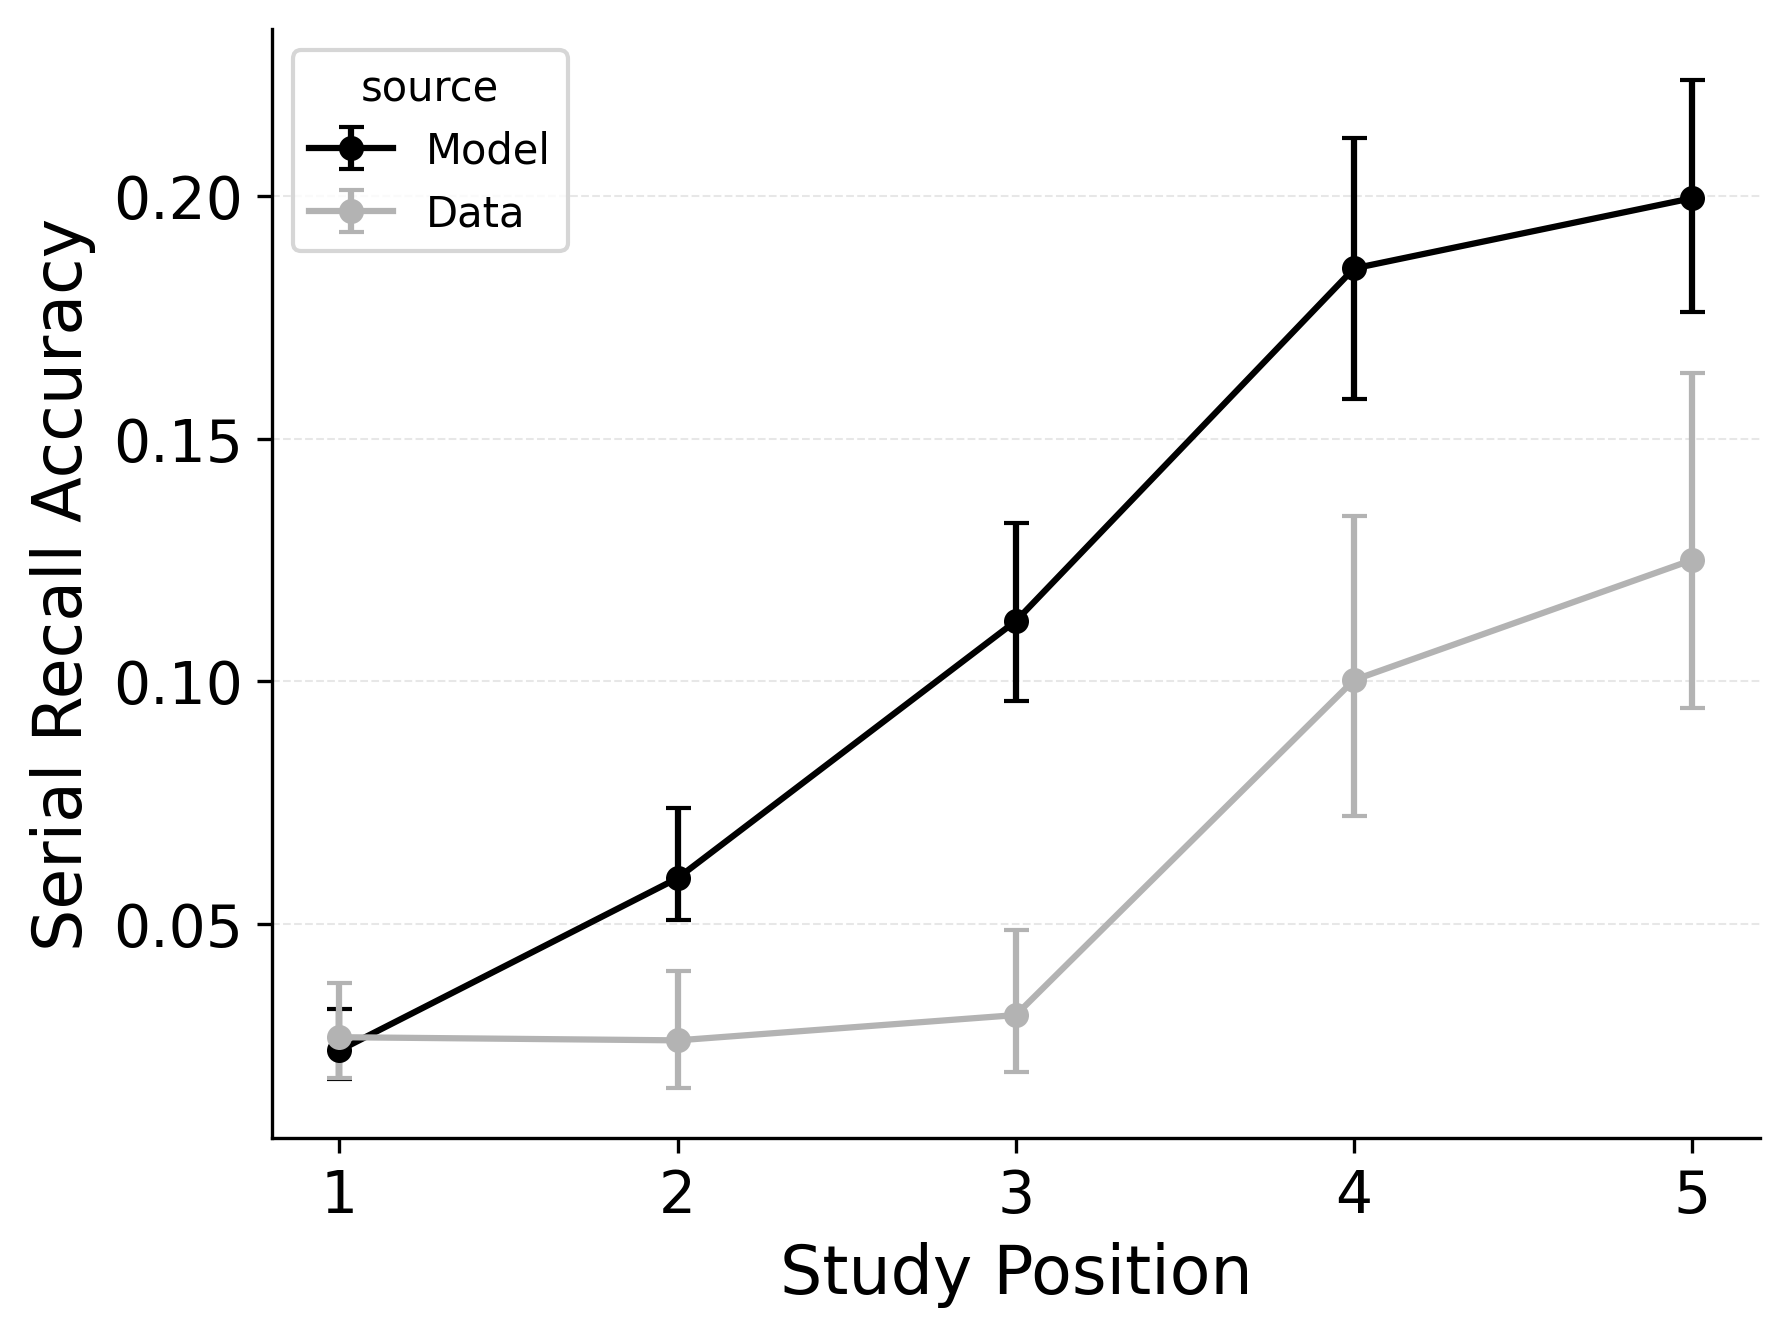 source
Model
Data
Serial Recall Accuracy
0.20
0.15
0.10
0.05
1 2 3 4 5
Study Position